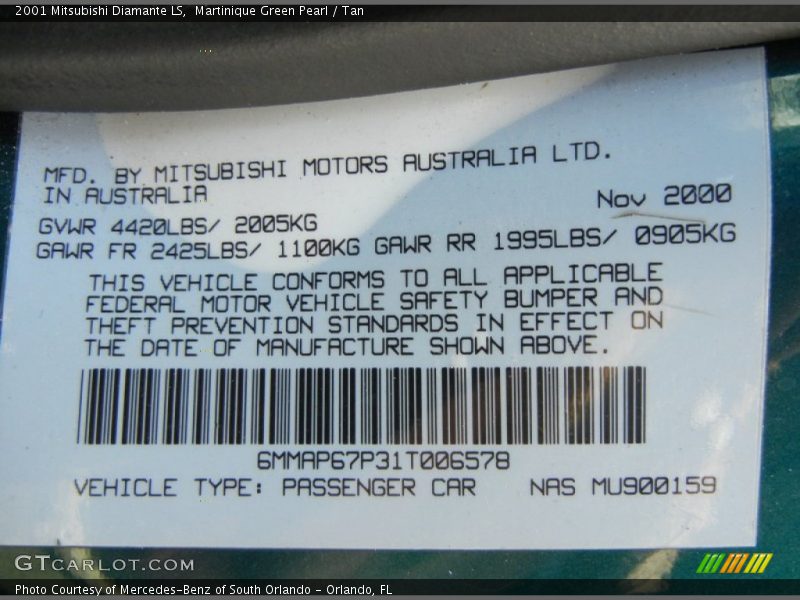 2001 Mitsubishi Diamante LS, Martinique Green Pearl / Tan
MFD. BY MITSUBISHI MOTORS AUSTRALIA LTD.
IN AUSTRALIA
Nov 2000
GVWR 4420LBS/ 2005KG
GAWR FR 2425LBS/ 1100KG GAWR RR 1995LBS/ 0905KG
THIS VEHICLE CONFORMS TO ALL APPLICABLE
FEDERAL MOTOR VEHICLE SAFETY BUMPER AND
THEFT PREVENTION STANDARDS IN EFFECT ON
THE DATE OF MANUFACTURE SHOWN ABOVE.
6MMAP67P31T006578
VEHICLE TYPE: PASSENGER CAR NAS MU900159
GTCARLOT.COM
Photo Courtesy of Mercedes-Benz of South Orlando - Orlando, FL